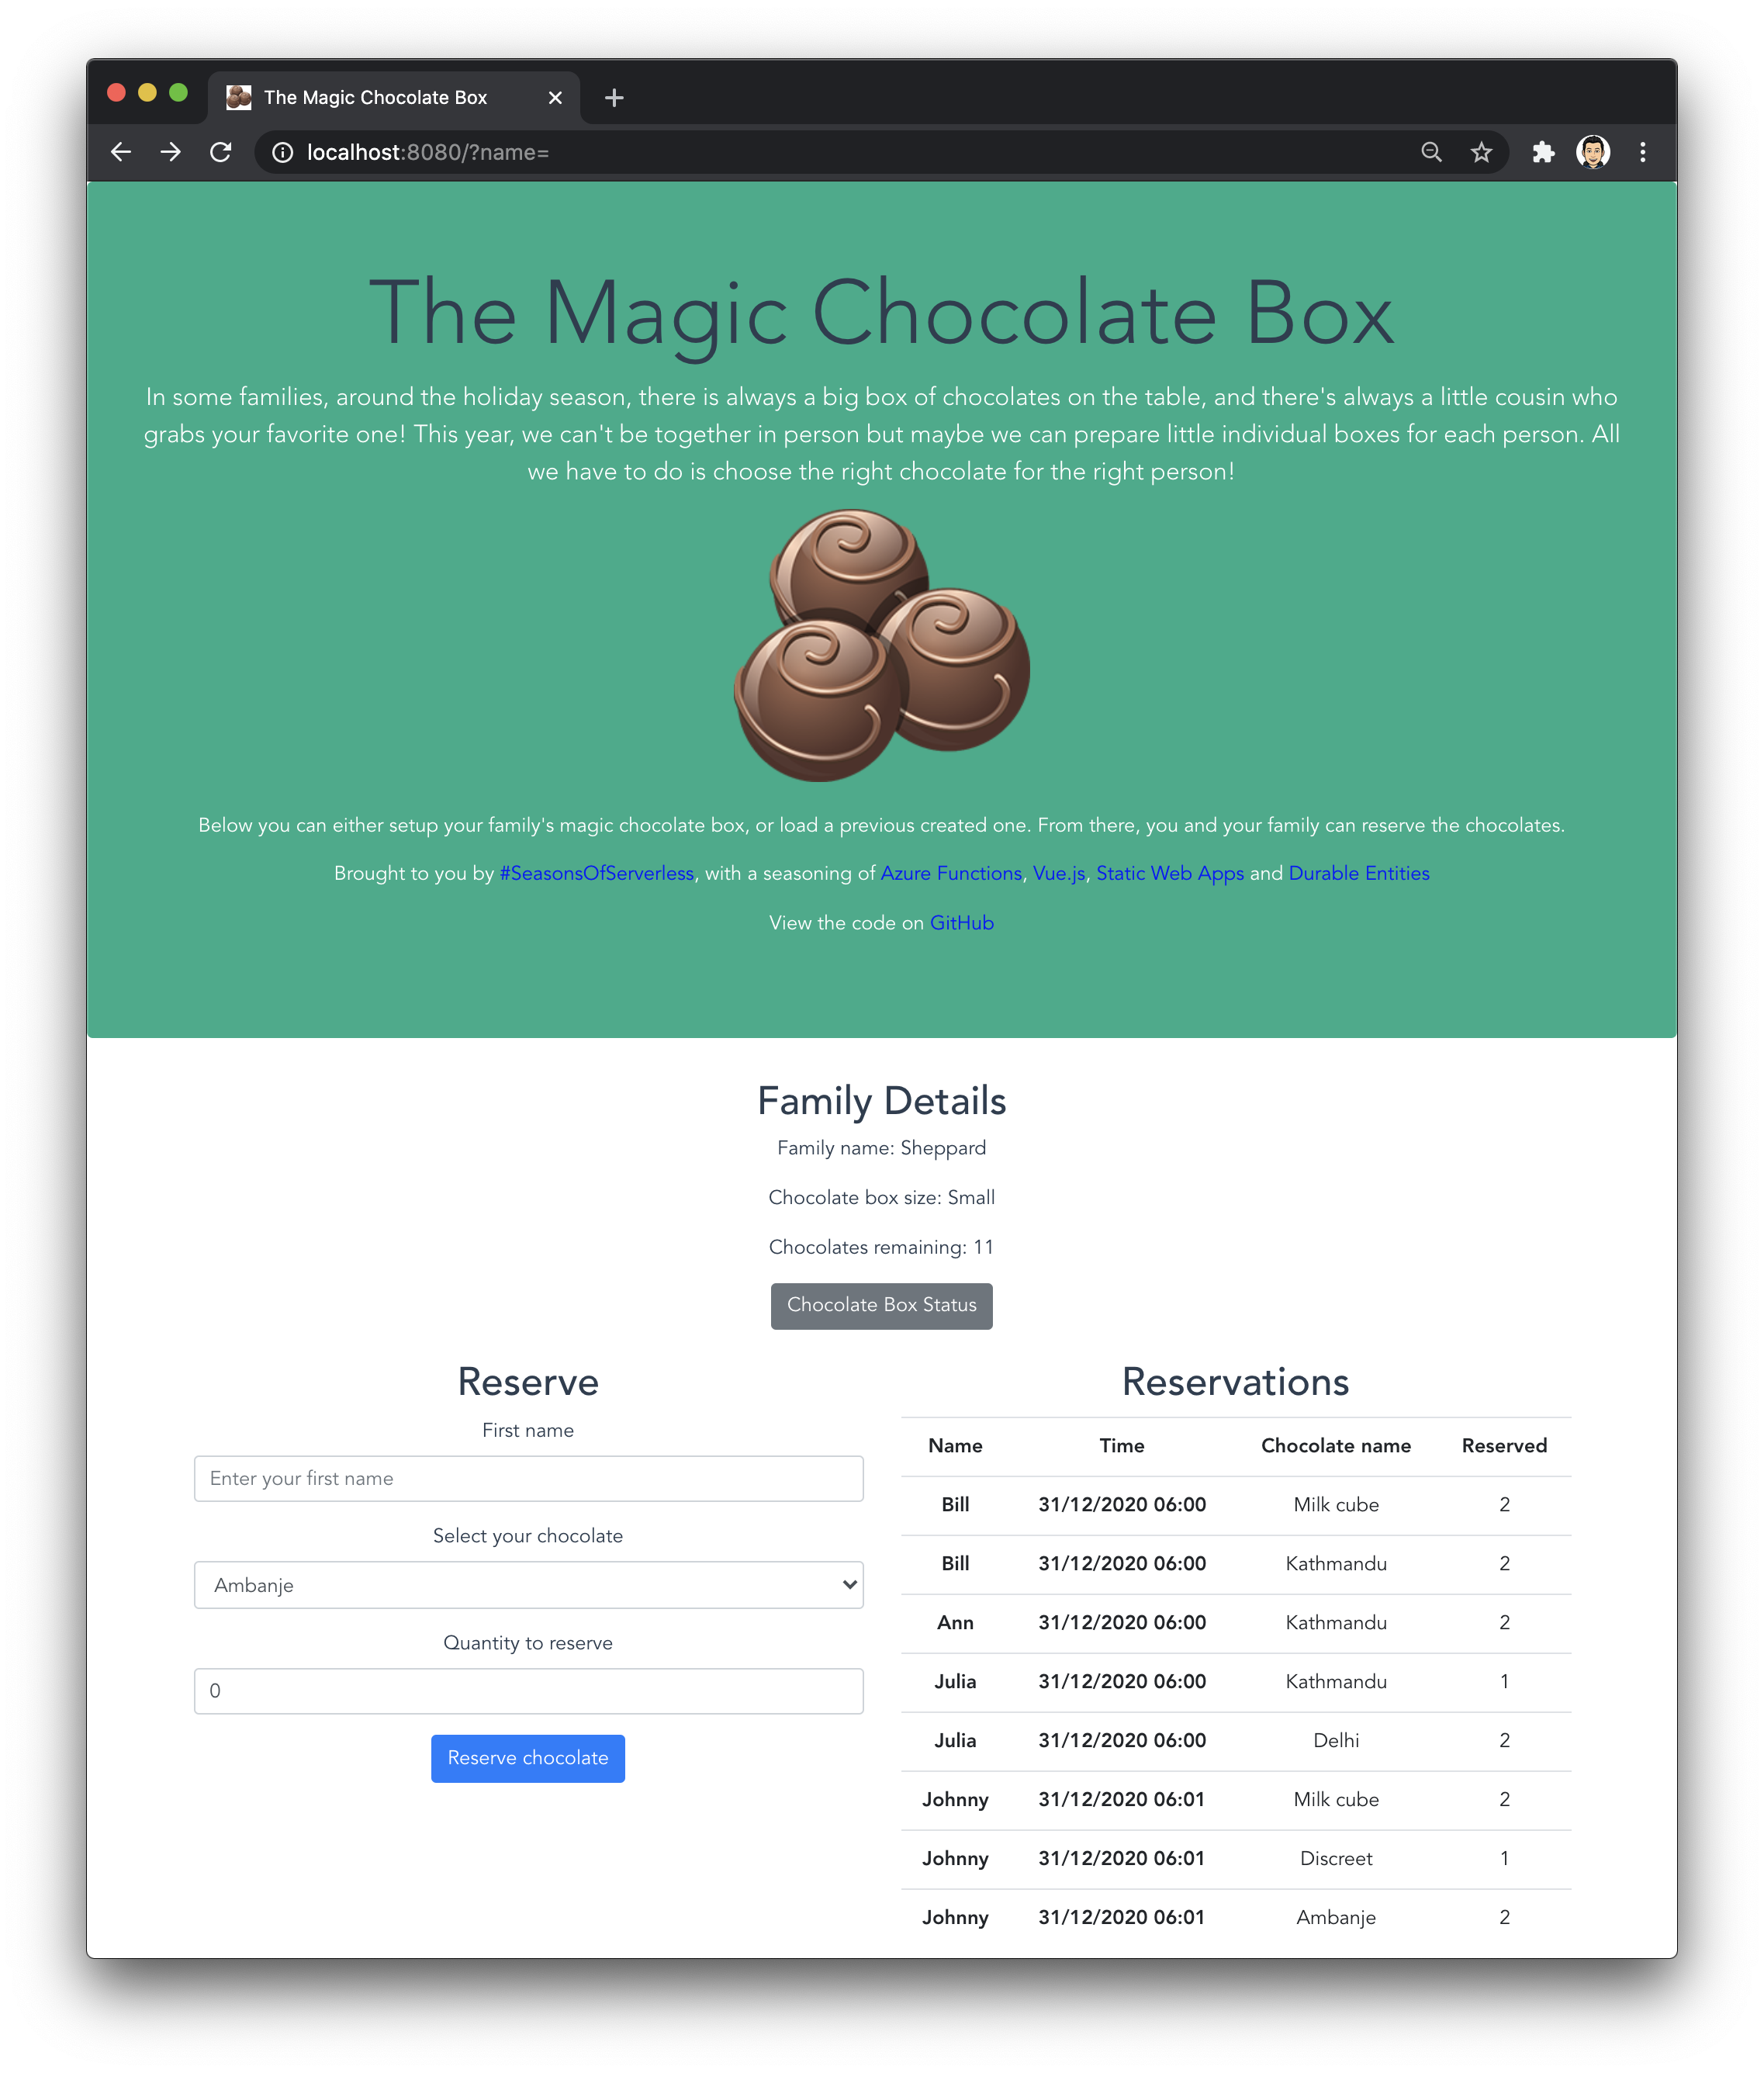 The Magic Chocolate Box
localhost:8080/?name=
The Magic Chocolate Box
In some families, around the holiday season, there is always a big box of chocolates on the table, and there's always a little cousin who
grabs your favorite one! This year, we can't be together in person but maybe we can prepare little individual boxes for each person. All
we have to do is choose the right chocolate for the right person!
Below you can either setup your family's magic chocolate box, or load a previous created one. From there, you and your family can reserve the chocolates.
Brought to you by #SeasonsOfServerless, with a seasoning of Azure Functions, Vue.js, Static Web Apps and Durable Entities
View the code on GitHub
Family Details
Family name: Sheppard
Chocolate box size: Small
Chocolates remaining: 11
Chocolate Box Status
Reserve
First name
Enter your first name
Select your chocolate
Ambanje
Quantity to reserve
0
Reserve chocolate
Reservations
Name Time Chocolate name Reserved
Bill 31/12/2020 06:00 Milk cube 2
Bill 31/12/2020 06:00 Kathmandu 2
Ann 31/12/2020 06:00 Kathmandu 2
Julia 31/12/2020 06:00 Kathmandu 1
Julia 31/12/2020 06:00 Delhi 2
Johnny 31/12/2020 06:01 Milk cube 2
Johnny 31/12/2020 06:01 Discreet 1
Johnny 31/12/2020 06:01 Ambanje 2